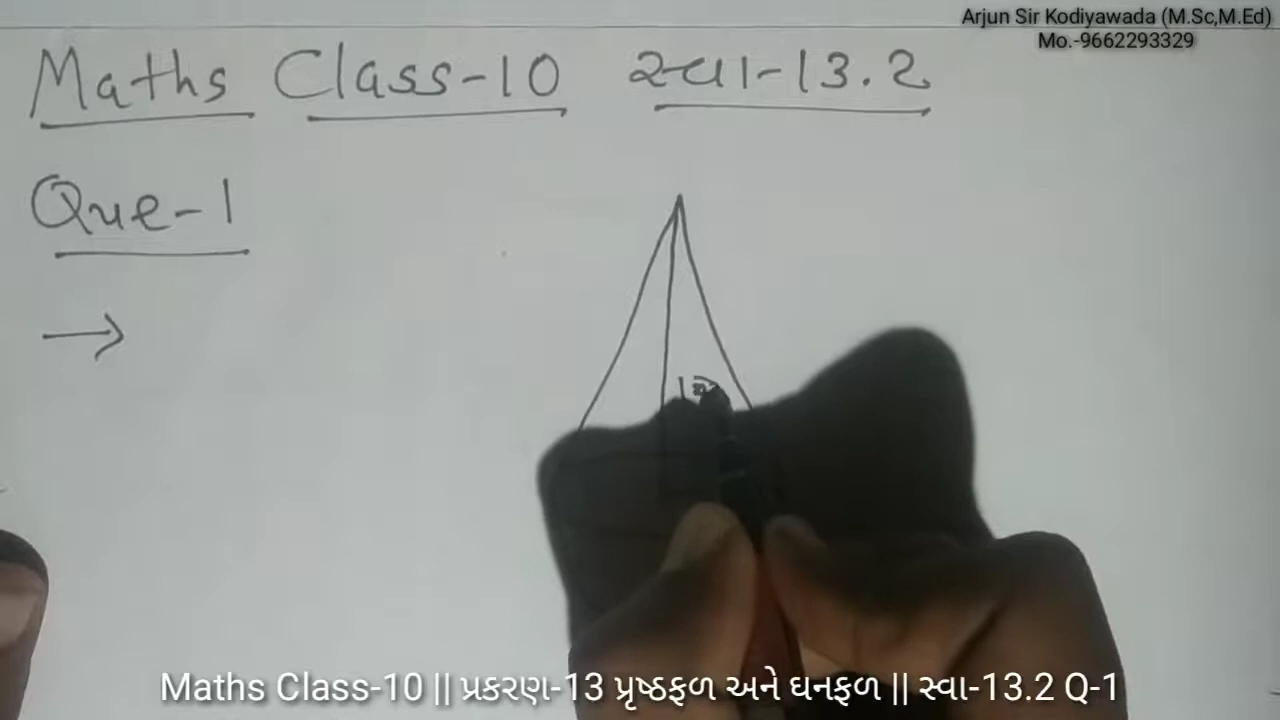 Arjun Sir Kodiyawada (M.Sc,M.Ed)
Mo.-9662293329
Maths Class-10 સ્વા-13.2
Que-1
Maths Class-10 || પ્રકરણ-13 પૃષ્ઠફળ અને ઘનફળ || સ્વા-13.2 Q-1